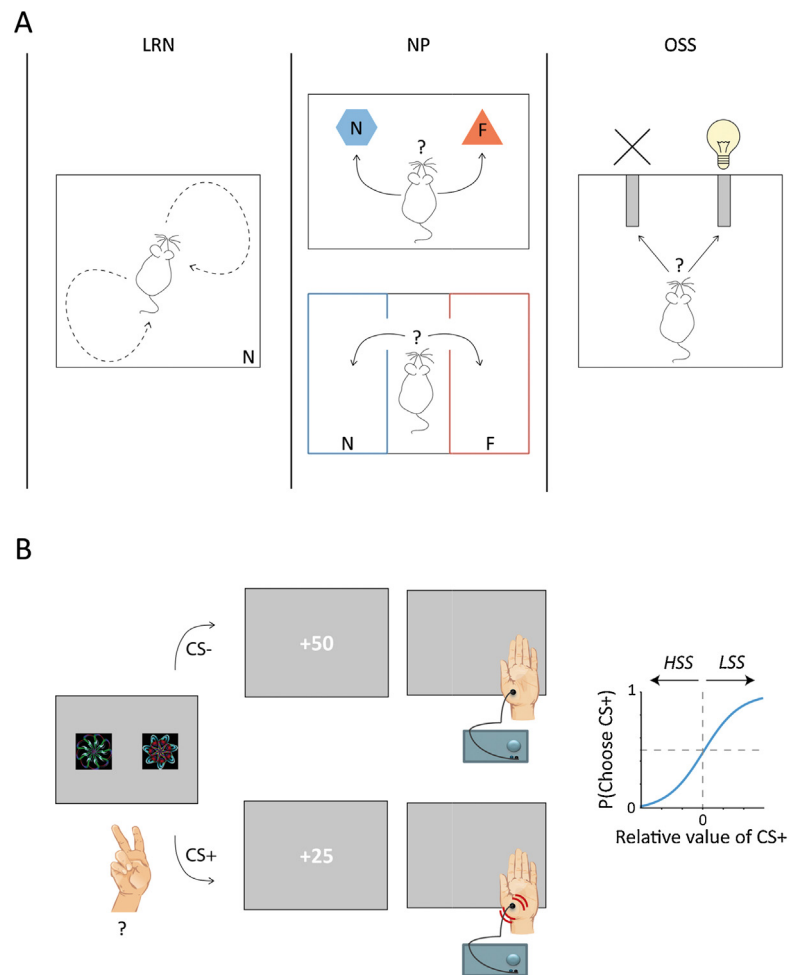 A
LRN
NP
OSS
N
F
?
?
N
?
N
F
B
CS-
+50
HSS
LSS
1
P(Choose CS+)
0
0
Relative value of CS+
CS+
+25
?